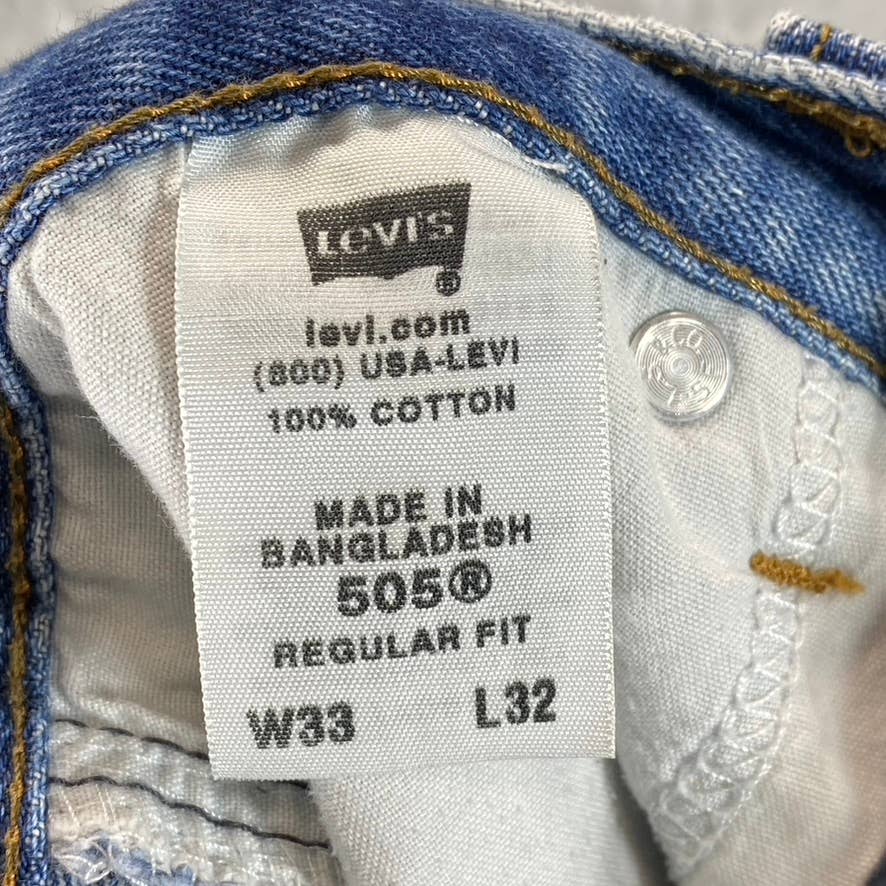 LEVI'S
®
levi.com
(800) USA-LEVI
100% COTTON
MADE IN
BANGLADESH
505®
REGULAR FIT
W33 L32